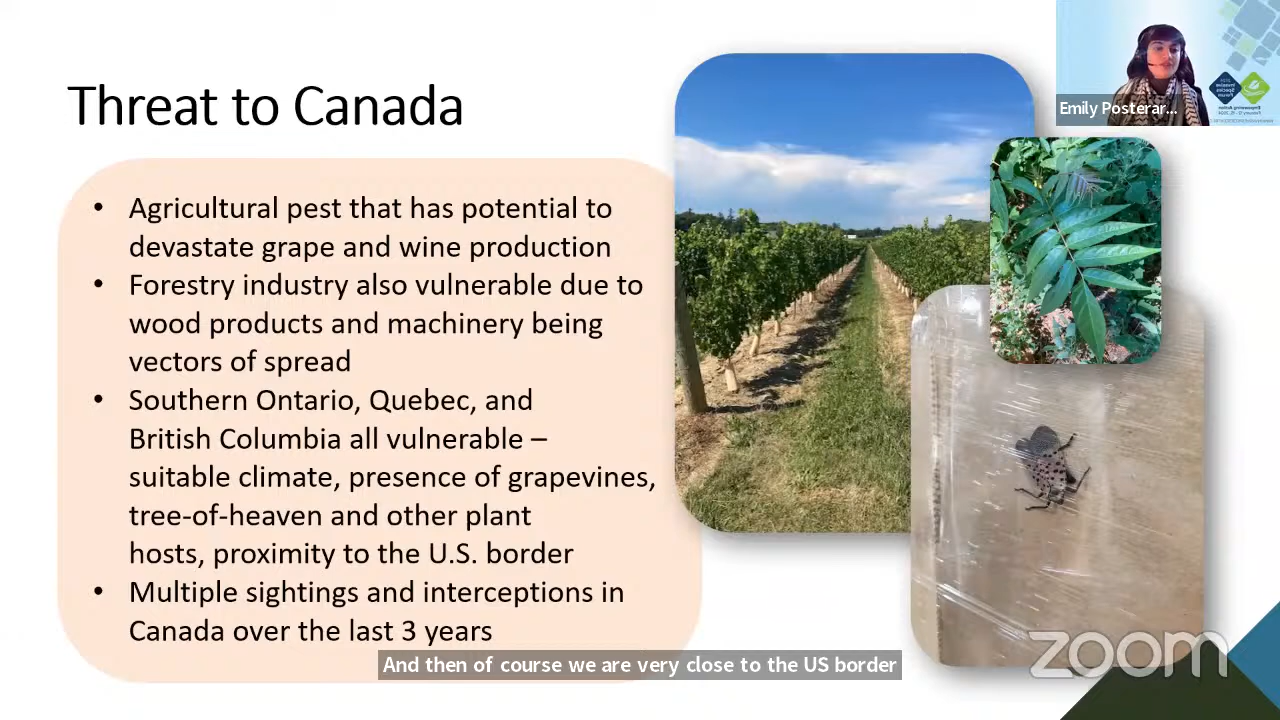 Threat to Canada
• Agricultural pest that has potential to
devastate grape and wine production
• Forestry industry also vulnerable due to
wood products and machinery being
vectors of spread
• Southern Ontario, Quebec, and
British Columbia all vulnerable –
suitable climate, presence of grapevines,
tree-of-heaven and other plant
hosts, proximity to the U.S. border
• Multiple sightings and interceptions in
Canada over the last 3 years
Emily Posterar...
And then of course we are very close to the US border
zoom